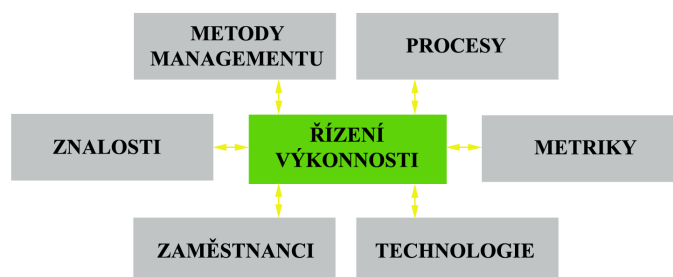 METODY
MANAGEMENTU
PROCESY
ZNALOSTI
ŘÍZENÍ
VÝKONNOSTI
METRIKY
ZAMĚSTNANCI
TECHNOLOGIE